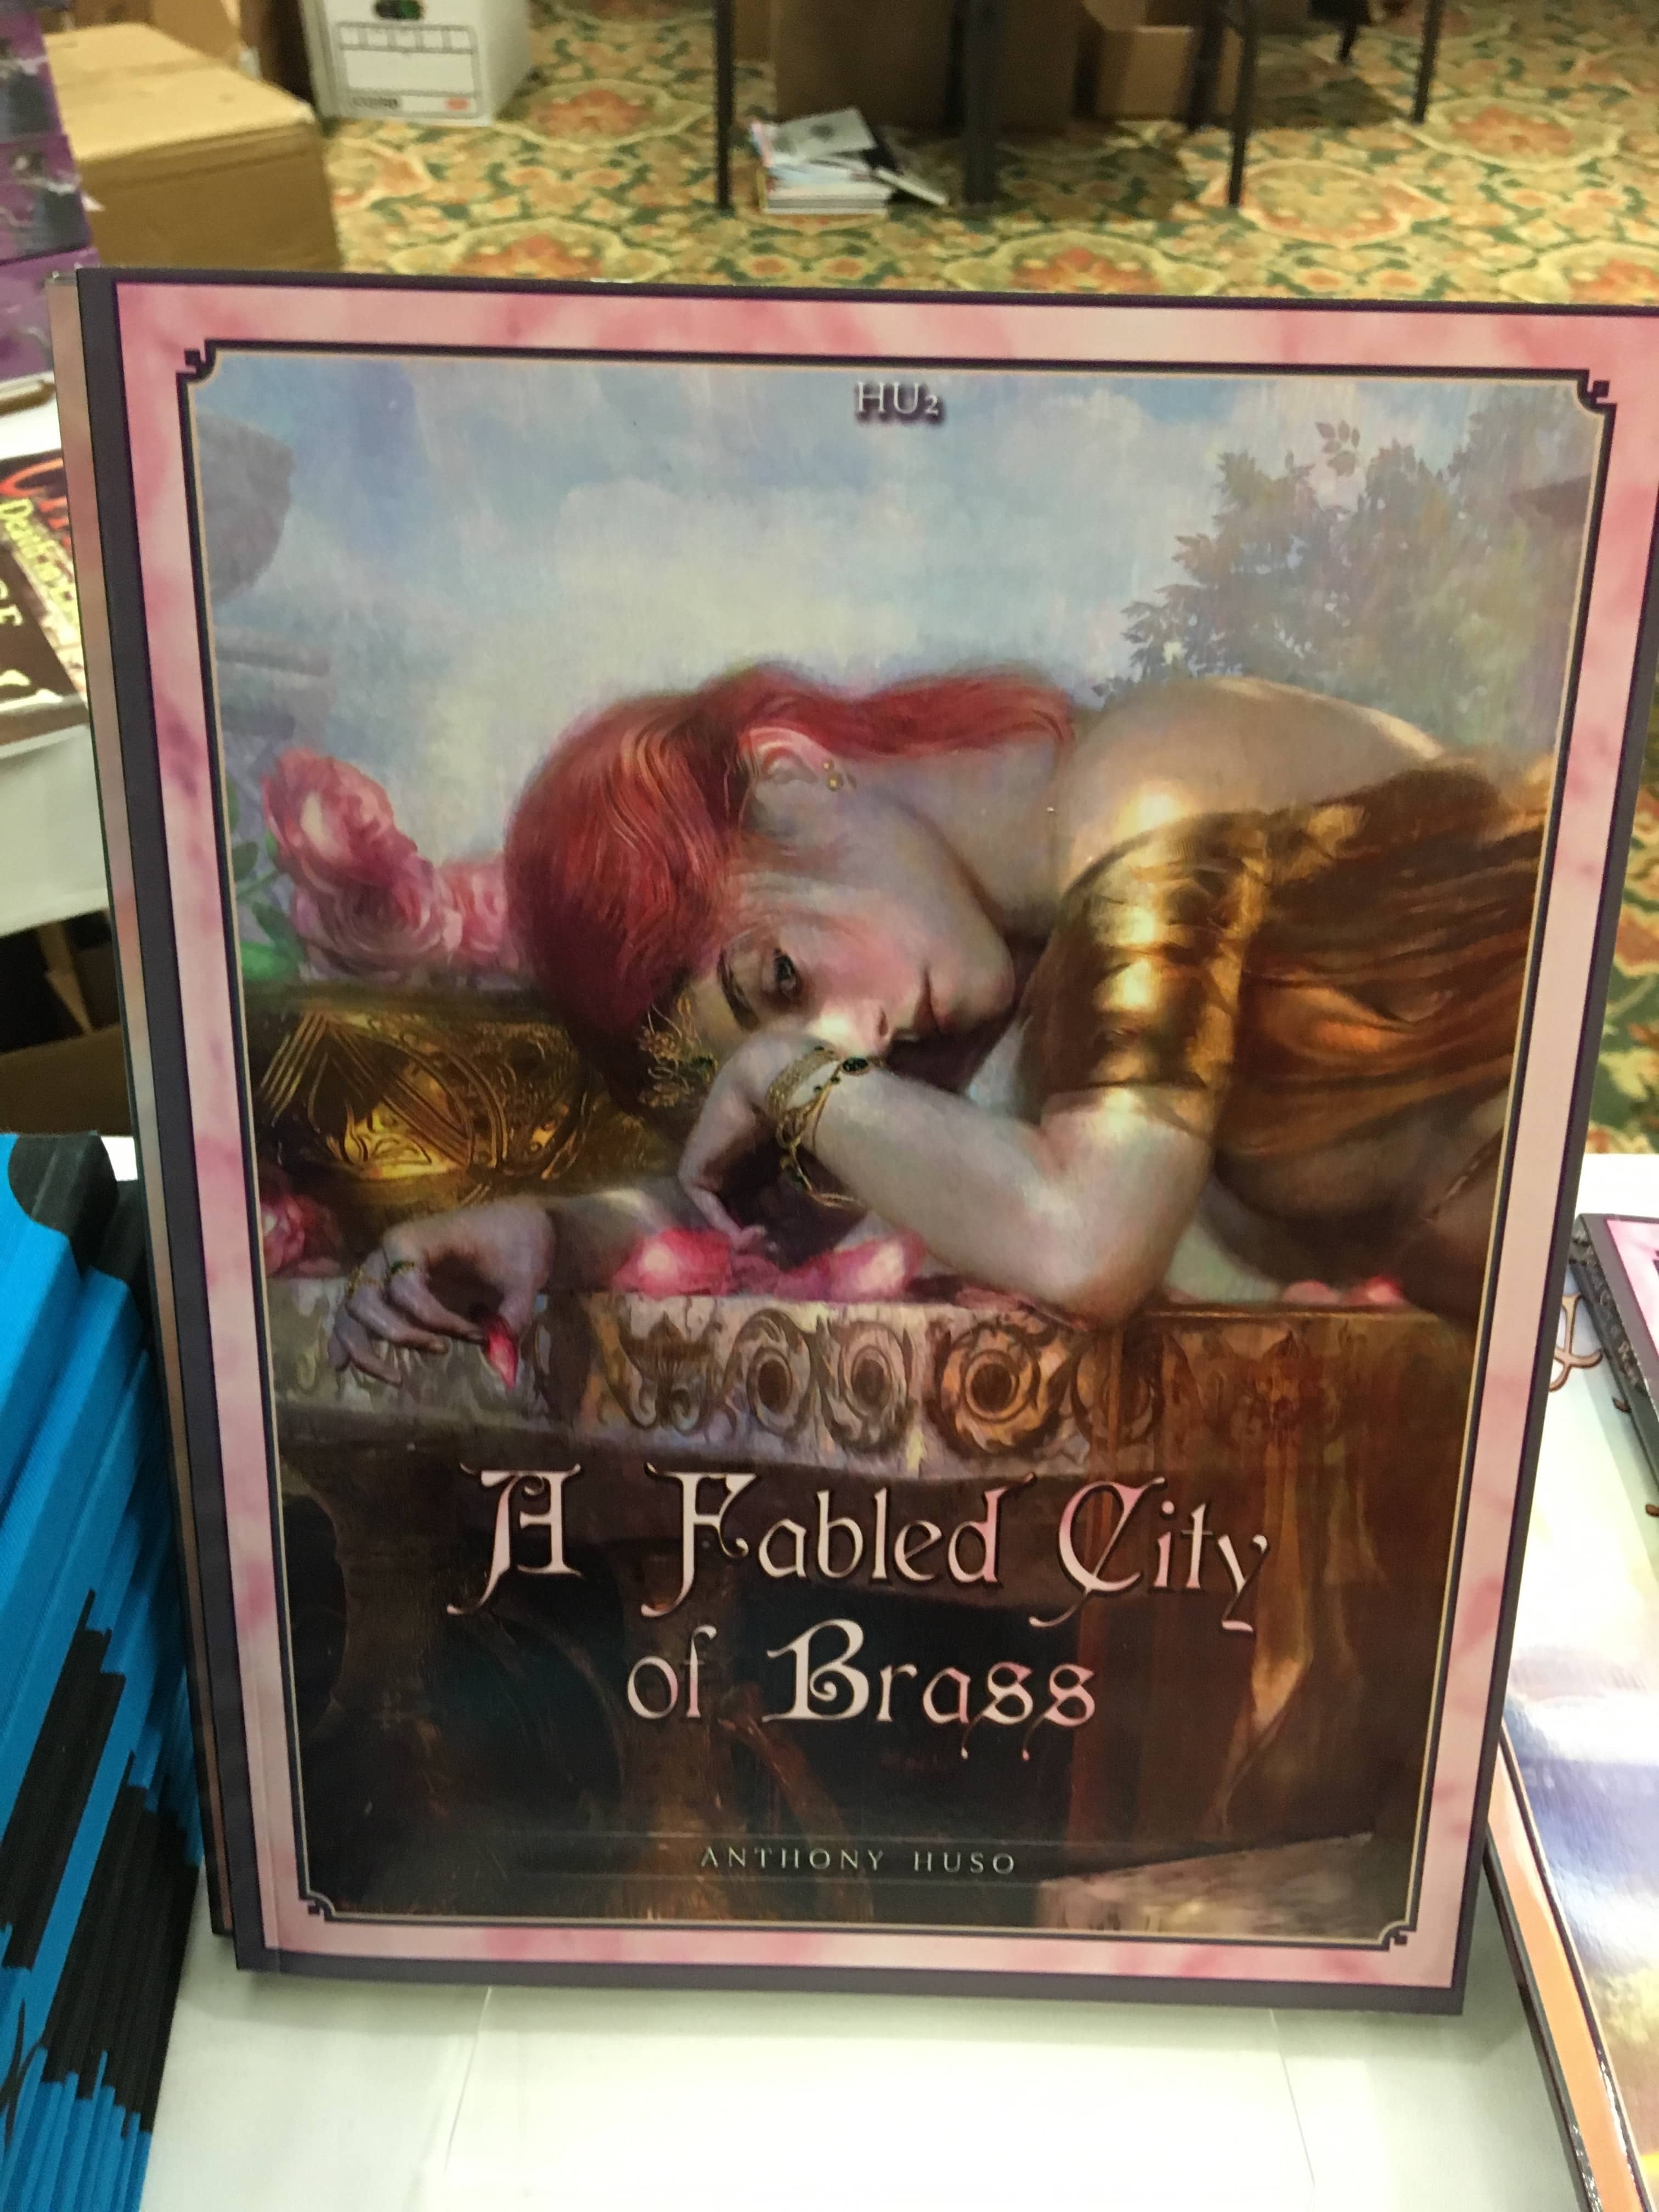 HU2
A Fabled City
of Brass
ANTHONY HUSO